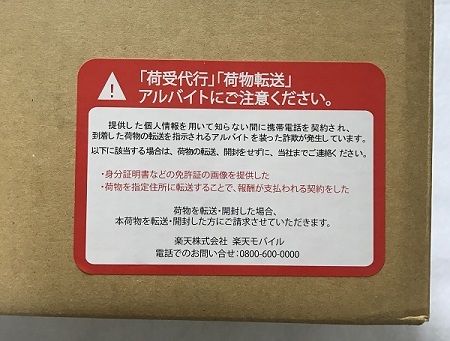 「荷受代行」「荷物転送」
アルバイトにご注意ください。
提供した個人情報を用いて知らない間に携帯電話を契約され、
到着した荷物の転送を指示されるアルバイトを装った詐欺が発生しています。
以下に該当する場合は、荷物の転送、開封をせずに、当社までご連絡ください。
・身分証明書などの免許証の画像を提供した
・荷物を指定住所に転送することで、報酬が支払われる契約をした
荷物を転送・開封した場合、
本荷物を転送・開封した方にご請求させていただきます。
楽天株式会社 楽天モバイル
電話でのお問い合せ:0800-600-0000